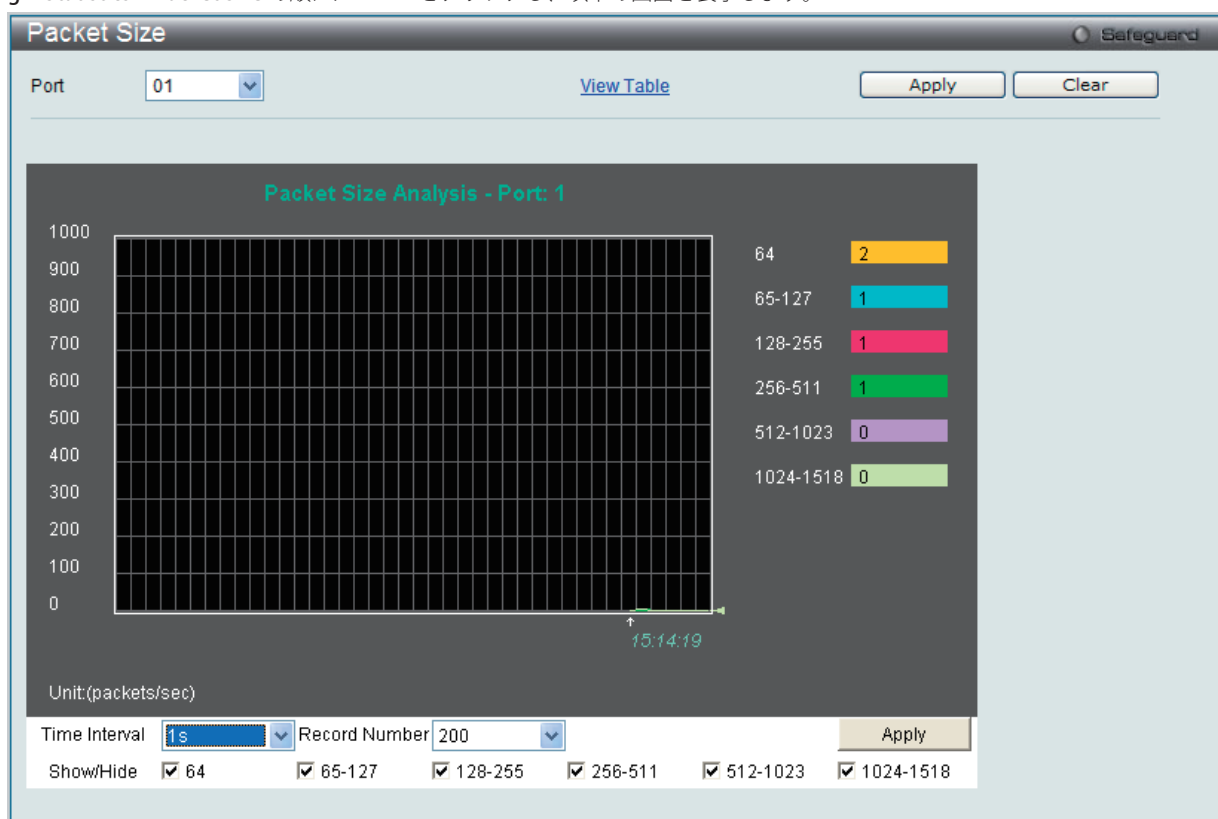 Packet Size
Safeguard
Port 01 View Table Apply Clear
Packet Size Analysis - Port: 1
1000
900
800
700
600
500
400
300
200
100
0
64 2
65-127 1
128-255 1
256-511 1
512-1023 0
1024-1518 0
15:14:19
Unit:(packets/sec)
Time Interval 1s Record Number 200 Apply
Show/Hide 64 65-127 128-255 256-511 512-1023 1024-1518